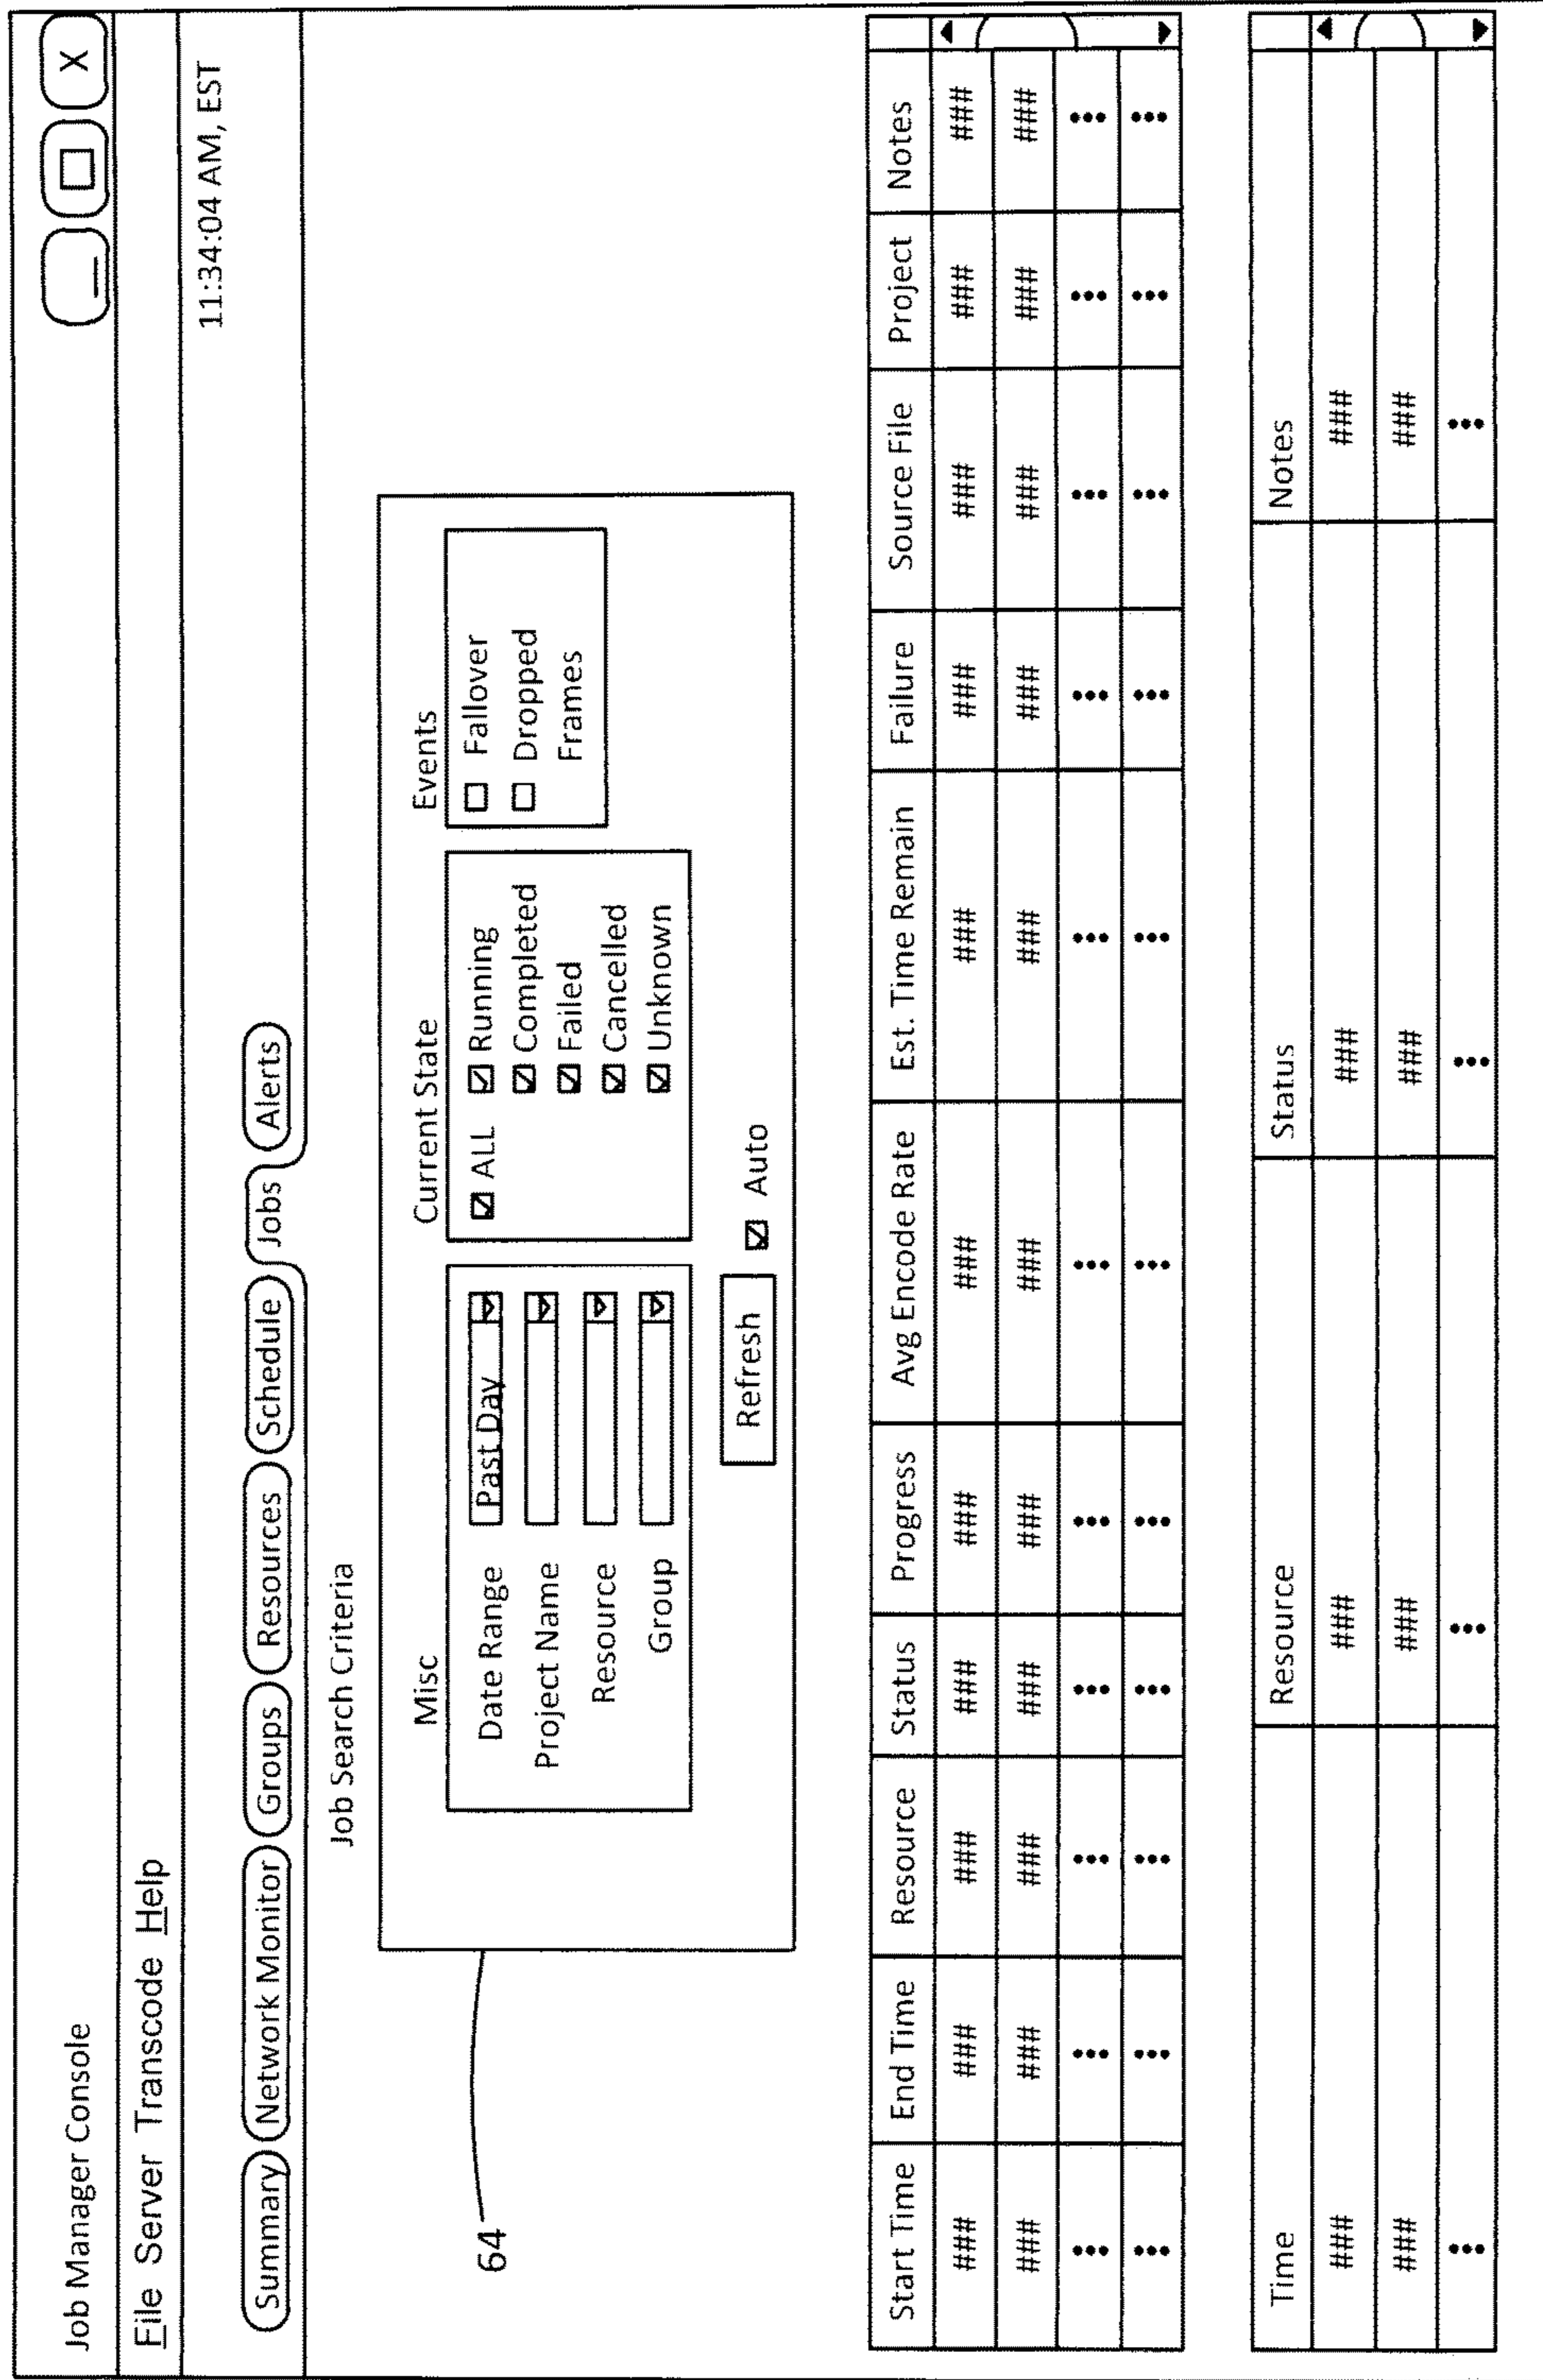 Job Manager Console
_ □ X
File Server Transcode Help
11:34:04 AM, EST
Summary Network Monitor Groups Resources Schedule Jobs Alerts
Job Search Criteria
Misc Current State Events
Date Range Past Day ☑ ALL ☑ Running ☐ Fallover
Project Name ☑ Completed ☐ Dropped
Resource ☑ Failed Frames
☑ Cancelled
Group ☑ Unknown
Refresh ☑ Auto
64
Start Time End Time Resource Status Progress Avg Encode Rate Est. Time Remain Failure Source File Project Notes
### ### ### ### ### ### ### ### ### ### ###
### ### ### ### ### ### ### ### ### ### ###
••• ••• ••• ••• ••• ••• ••• ••• ••• ••• •••
••• ••• ••• ••• ••• ••• ••• ••• ••• ••• •••
Time Resource Status Notes
### ### ### ###
### ### ### ###
••• ••• ••• •••